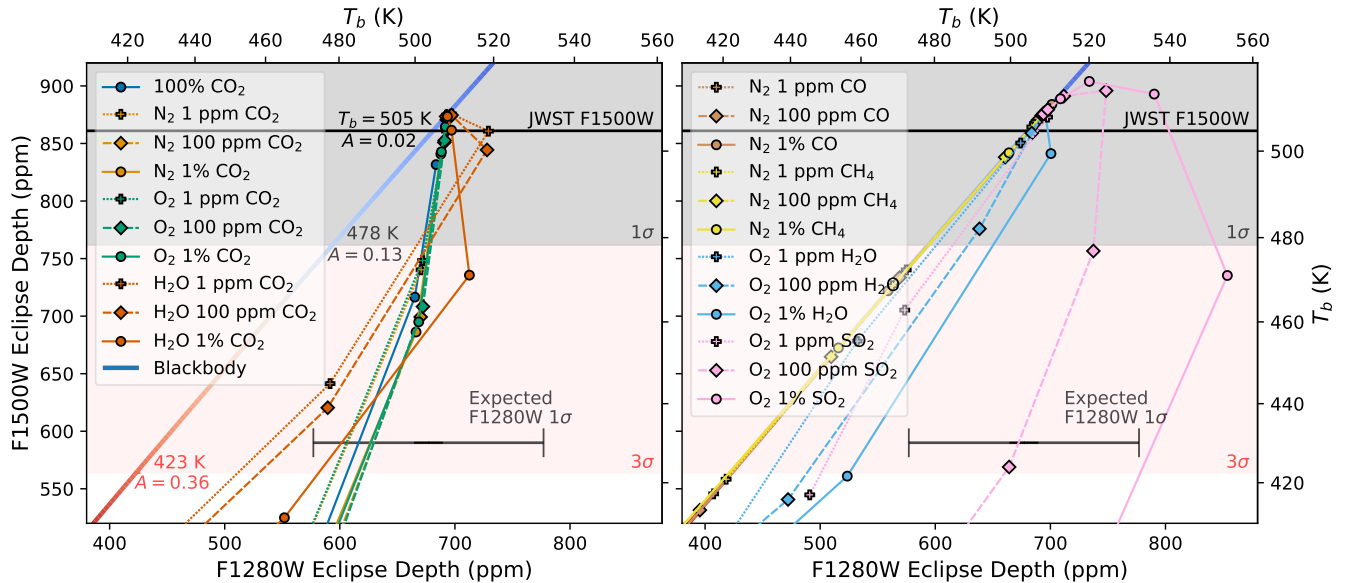 T_b (K)
420 440 460 480 500 520 540 560
F1500W Eclipse Depth (ppm)
900
850
800
750
700
650
600
550
100% CO₂
N₂ 1 ppm CO₂
N₂ 100 ppm CO₂
N₂ 1% CO₂
O₂ 1 ppm CO₂
O₂ 100 ppm CO₂
O₂ 1% CO₂
H₂O 1 ppm CO₂
H₂O 100 ppm CO₂
H₂O 1% CO₂
Blackbody
T_b = 505 K
A = 0.02
JWST F1500W
478 K
A = 0.13
1σ
Expected
F1280W 1σ
423 K
A = 0.36
3σ
400 500 600 700 800
F1280W Eclipse Depth (ppm)
T_b (K)
420 440 460 480 500 520 540 560
N₂ 1 ppm CO
N₂ 100 ppm CO
N₂ 1% CO
N₂ 1 ppm CH₄
N₂ 100 ppm CH₄
N₂ 1% CH₄
O₂ 1 ppm H₂O
O₂ 100 ppm H₂O
O₂ 1% H₂O
O₂ 1 ppm SO₂
O₂ 100 ppm SO₂
O₂ 1% SO₂
JWST F1500W
1σ
Expected
F1280W 1σ
3σ
500
480
460
440
420
T_b (K)
400 500 600 700 800
F1280W Eclipse Depth (ppm)